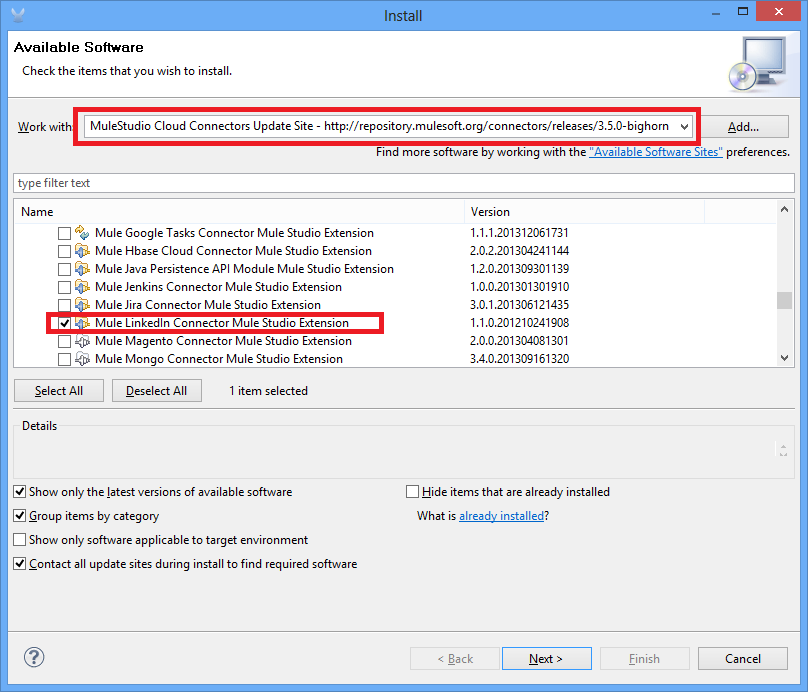 Install
Available Software
Check the items that you wish to install.
Work with: MuleStudio Cloud Connectors Update Site - http://repository.mulesoft.org/connectors/releases/3.5.0-bighorn Add...
Find more software by working with the "Available Software Sites" preferences.
type filter text
Name Version
Mule Google Tasks Connector Mule Studio Extension 1.1.1.201312061731
Mule Hbase Cloud Connector Mule Studio Extension 2.0.2.201304241144
Mule Java Persistence API Module Mule Studio Extension 1.2.0.201309301139
Mule Jenkins Connector Mule Studio Extension 1.0.0.201301301910
Mule Jira Connector Mule Studio Extension 3.0.1.201306121435
Mule LinkedIn Connector Mule Studio Extension 1.1.0.201210241908
Mule Magento Connector Mule Studio Extension 2.0.0.201304081301
Mule Mongo Connector Mule Studio Extension 3.4.0.201309161320
Select All Deselect All 1 item selected
Details
Show only the latest versions of available software Hide items that are already installed
Group items by category What is already installed?
Show only software applicable to target environment
Contact all update sites during install to find required software
? < Back Next > Finish Cancel